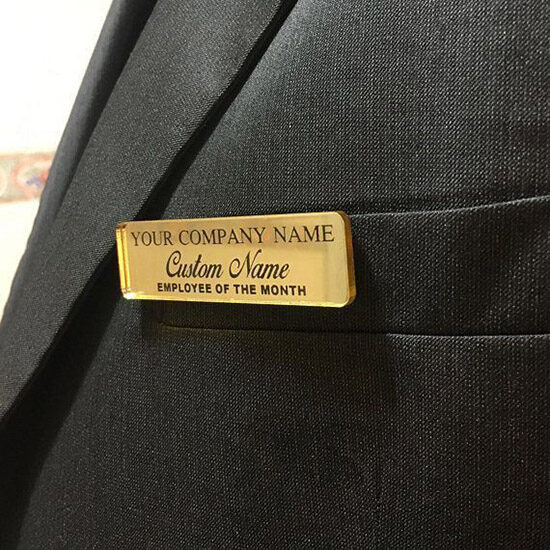 YOUR COMPANY NAME
Custom Name
EMPLOYEE OF THE MONTH